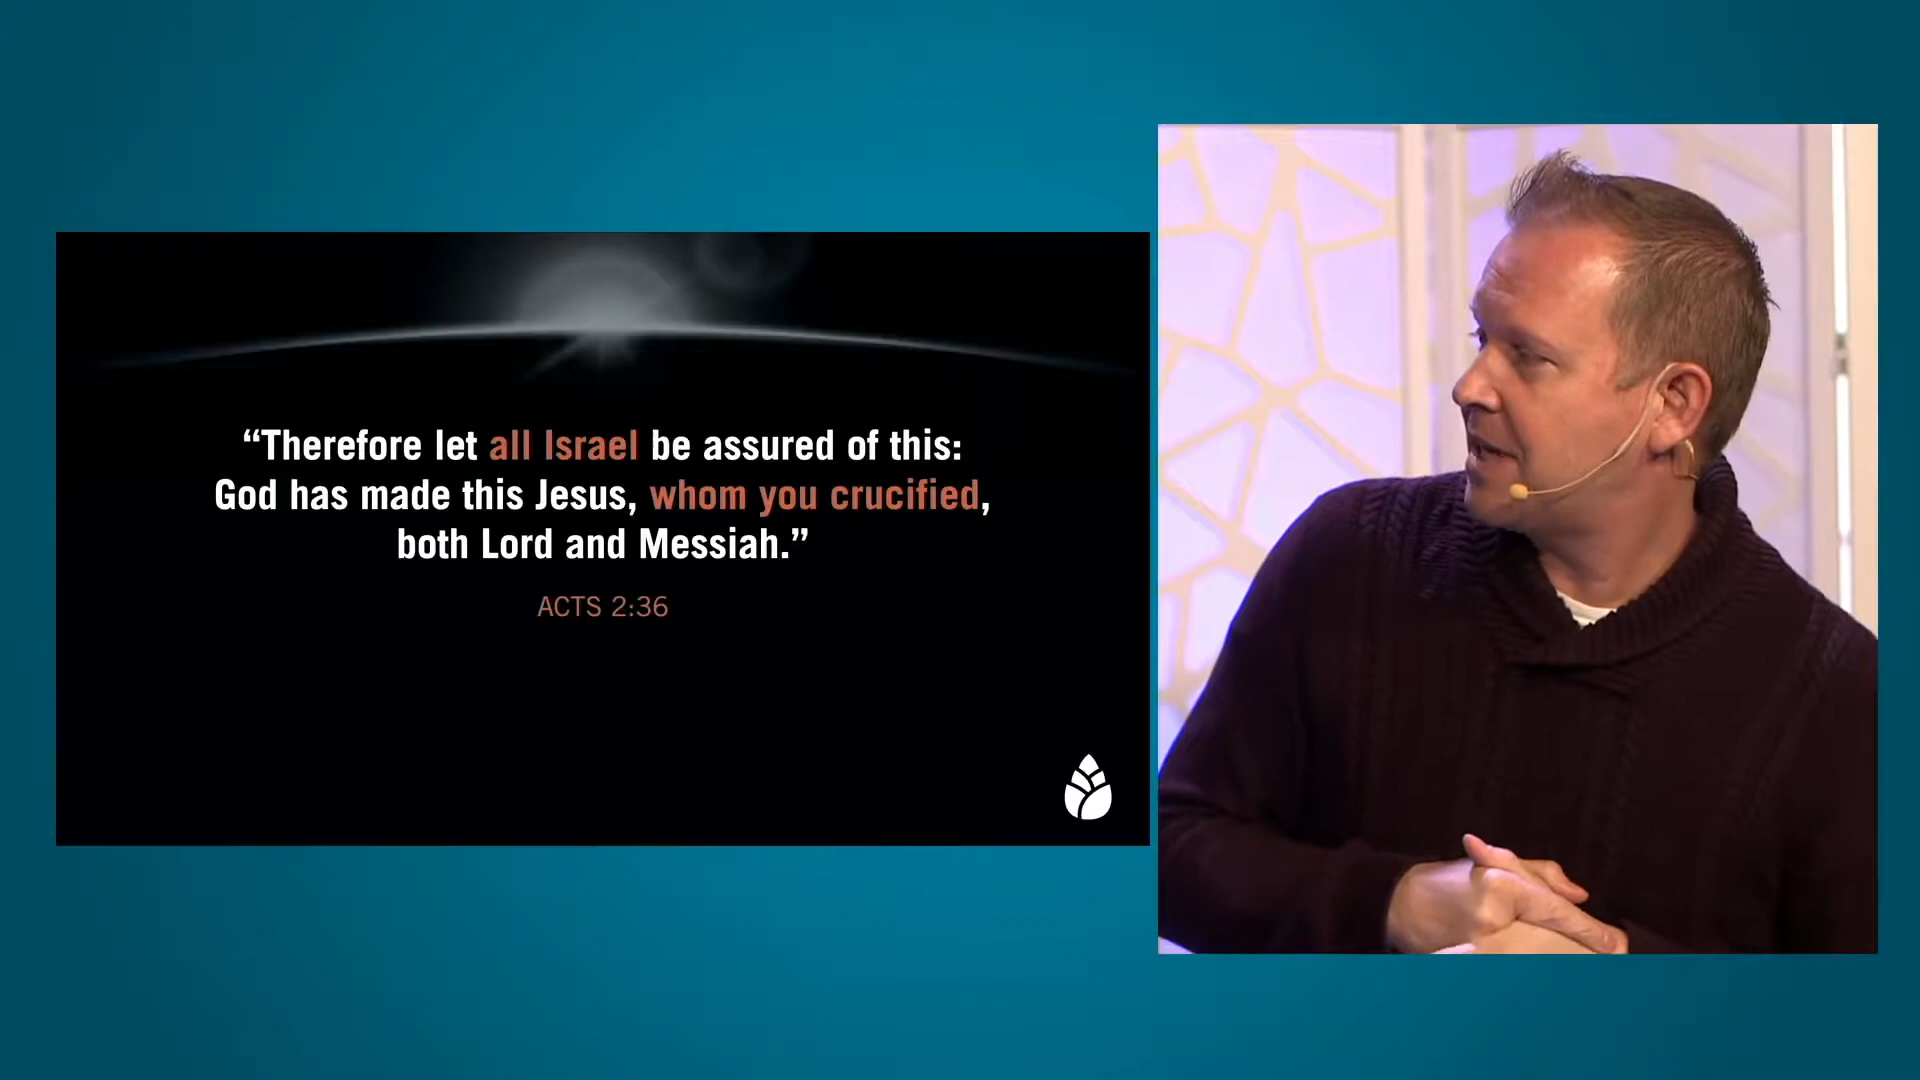 “Therefore let all Israel be assured of this:
God has made this Jesus, whom you crucified,
both Lord and Messiah.”
ACTS 2:36